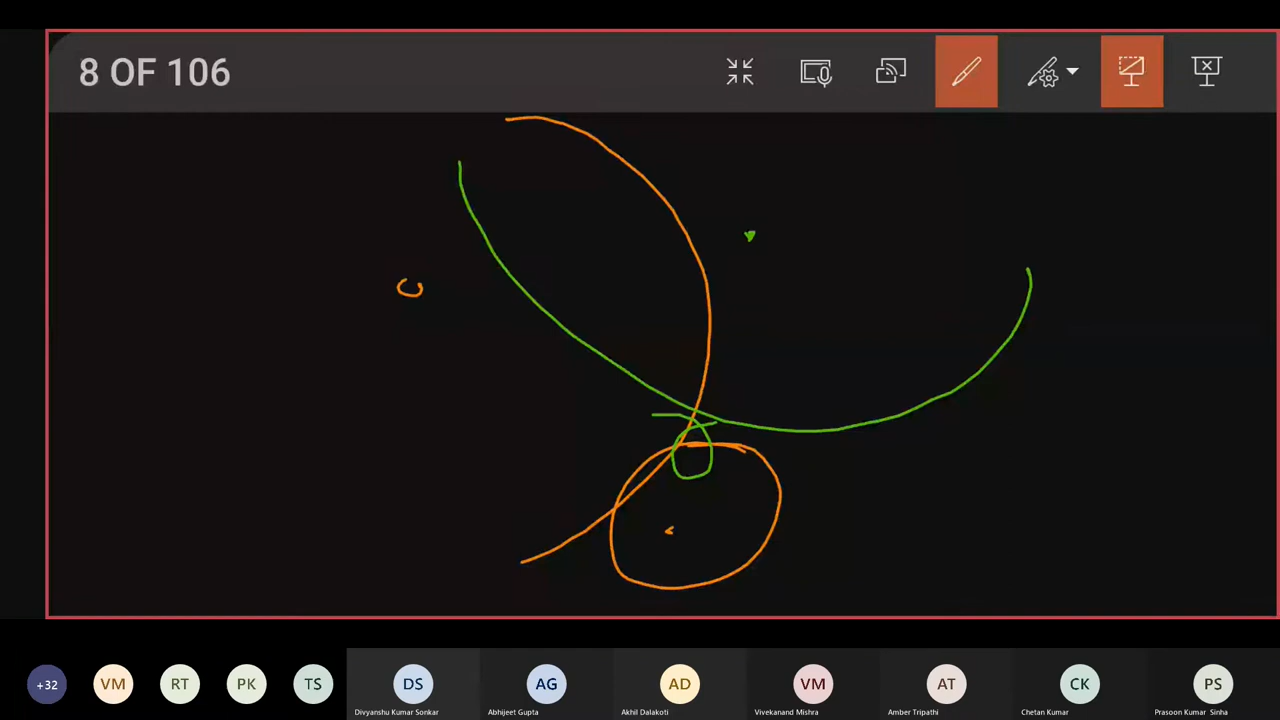 8 OF 106
+32
VM
RT
PK
TS
DS
AG
AD
VM
AT
CK
PS
Divyanshu Kumar Sonkar
Abhijeet Gupta
Akhil Dalakoti
Vivekanand Mishra
Amber Tripathi
Chetan Kumar
Prasoon Kumar Sinha